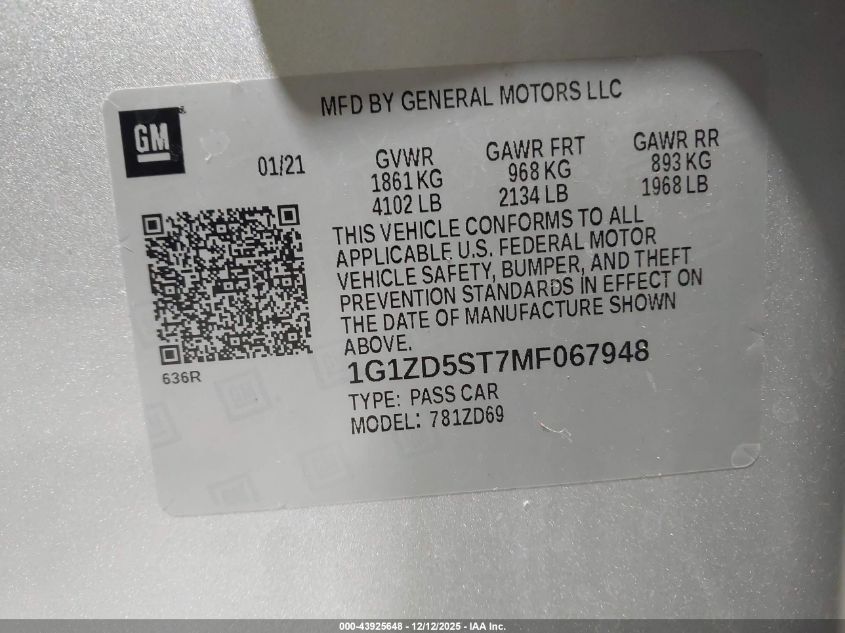 MFD BY GENERAL MOTORS LLC
GM
01/21
GVWR
1861 KG
4102 LB
GAWR FRT
968 KG
2134 LB
GAWR RR
893 KG
1968 LB
THIS VEHICLE CONFORMS TO ALL
APPLICABLE U.S. FEDERAL MOTOR
VEHICLE SAFETY, BUMPER, AND THEFT
PREVENTION STANDARDS IN EFFECT ON
THE DATE OF MANUFACTURE SHOWN
ABOVE.
636R
1G1ZD5ST7MF067948
TYPE: PASS CAR
MODEL: 781ZD69
000-43925648 - 12/12/2025 - IAA Inc.